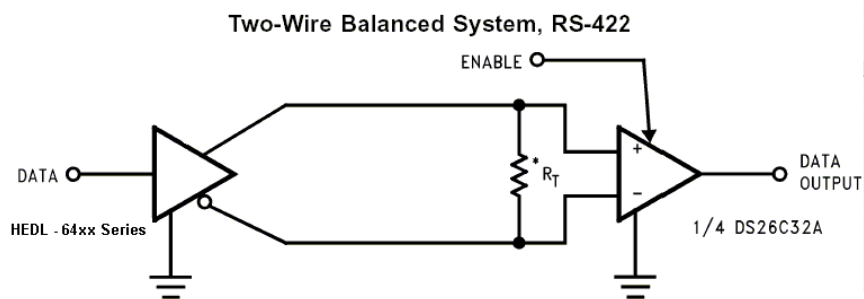 Two-Wire Balanced System, RS-422
ENABLE
DATA
HEDL - 64xx Series
* RT
+
−
DATA
OUTPUT
1/4 DS26C32A